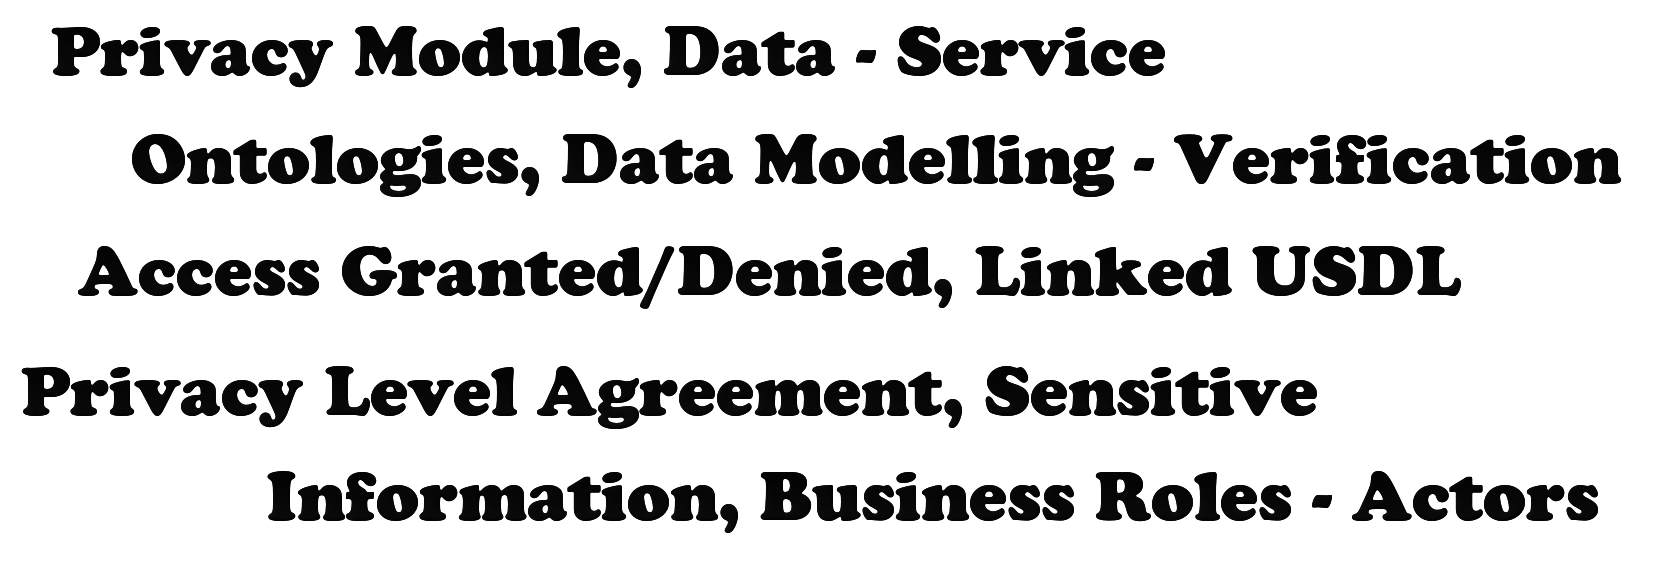 Privacy Module, Data - Service
Ontologies, Data Modelling - Verification
Access Granted/Denied, Linked USDL
Privacy Level Agreement, Sensitive
Information, Business Roles - Actors